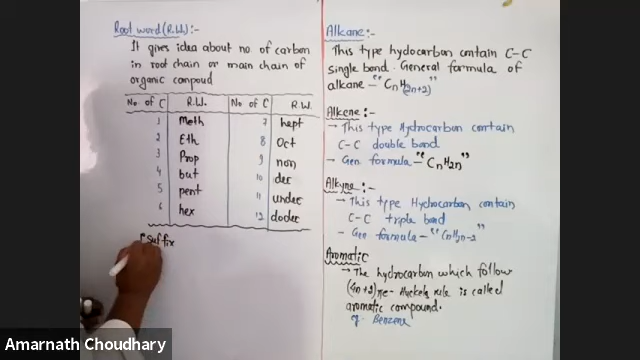 Root word (R.W.):-
It gives idea about no. of carbon
in root chain or main chain of
organic compoud
No. of C R.W. No. of C R.W.
1 Meth 7 hept
2 Eth 8 Oct
3 Prop 9 non
4 but 10 dec
5 pent 11 undec
6 hex 12 dodec
Suffix
Alkane:-
This type hydocarbon contain C-C
single bond. General formula of
alkane - "CnH(2n+2)"
Alkene:-
→ This type Hydrocarbon contain
C-C double bond
- Gen formula - "CnH2n"
Alkyne:-
→ This type Hydrocarbon contain
C-C triple bond
- Gen formula - "CnH2n-2"
Aromatic
→ The hydrocarbon which follow
(4n+2)πe- Huckels rule is called
aromatic compound.
eg. Benzene
Amarnath Choudhary